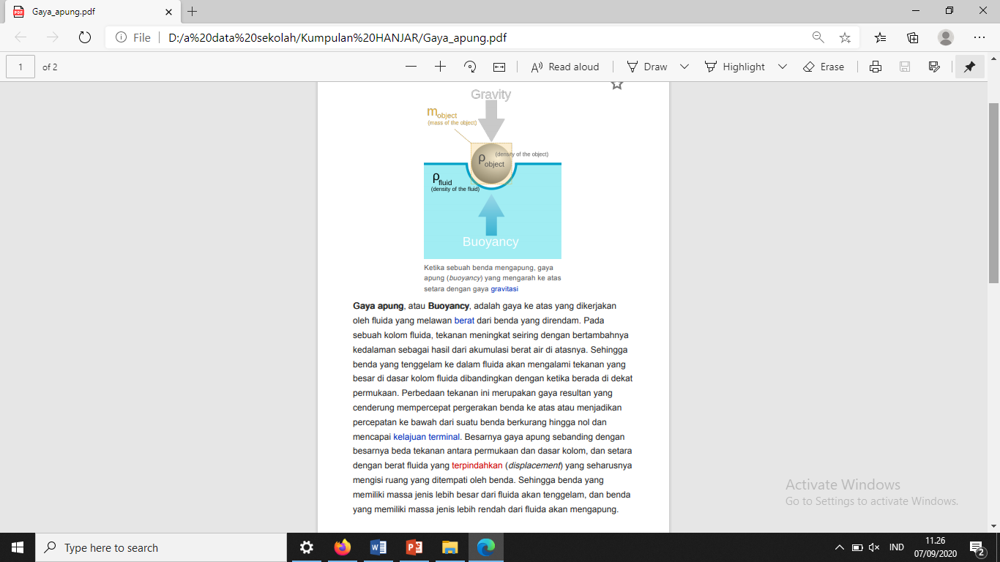 Gaya_apung.pdf
File D:/a%20data%20sekolah/Kumpulan%20HANJAR/Gaya_apung.pdf
1 of 2 Read aloud Draw Highlight Erase
Gravity
m object
(mass of the object)
ρ object (density of the object)
ρ fluid
(density of the fluid)
Buoyancy
Ketika sebuah benda mengapung, gaya
apung (buoyancy) yang mengarah ke atas
setara dengan gaya gravitasi
Gaya apung, atau Buoyancy, adalah gaya ke atas yang dikerjakan
oleh fluida yang melawan berat dari benda yang direndam. Pada
sebuah kolom fluida, tekanan meningkat seiring dengan bertambahnya
kedalaman sebagai hasil dari akumulasi berat air di atasnya. Sehingga
benda yang tenggelam ke dalam fluida akan mengalami tekanan yang
besar di dasar kolom fluida dibandingkan dengan ketika berada di dekat
permukaan. Perbedaan tekanan ini merupakan gaya resultan yang
cenderung mempercepat pergerakan benda ke atas atau menjadikan
percepatan ke bawah dari suatu benda berkurang hingga nol dan
mencapai kelajuan terminal. Besarnya gaya apung sebanding dengan
besarnya beda tekanan antara permukaan dan dasar kolom, dan setara
dengan berat fluida yang terpindahkan (displacement) yang seharusnya
mengisi ruang yang ditempati oleh benda. Sehingga benda yang
memiliki massa jenis lebih besar dari fluida akan tenggelam, dan benda
yang memiliki massa jenis lebih rendah dari fluida akan mengapung.
Activate Windows
Go to Settings to activate Windows.
Type here to search
IND
11.26
07/09/2020
2